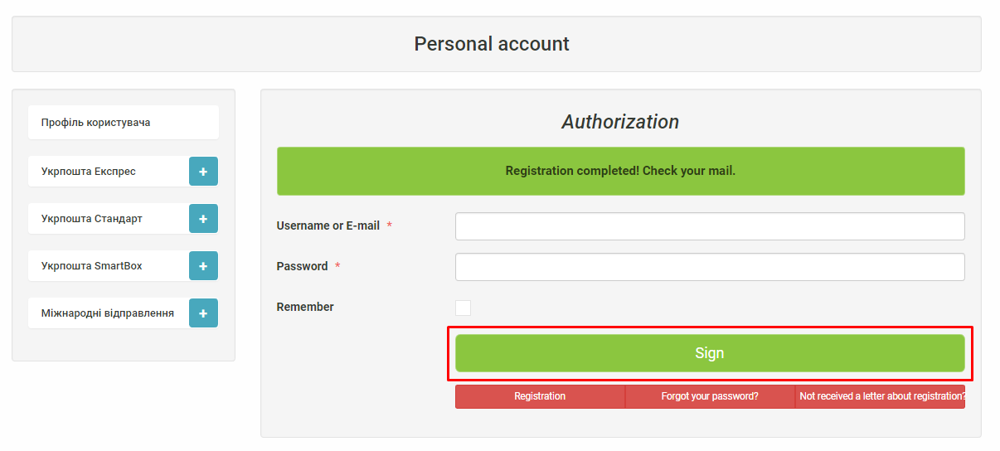 Personal account
Профіль користувача
Укрпошта Експрес
+
Укрпошта Стандарт
+
Укрпошта SmartBox
+
Міжнародні відправлення
+
Authorization
Registration completed! Check your mail.
Username or E-mail *
Password *
Remember
Sign
Registration
Forgot your password?
Not received a letter about registration?